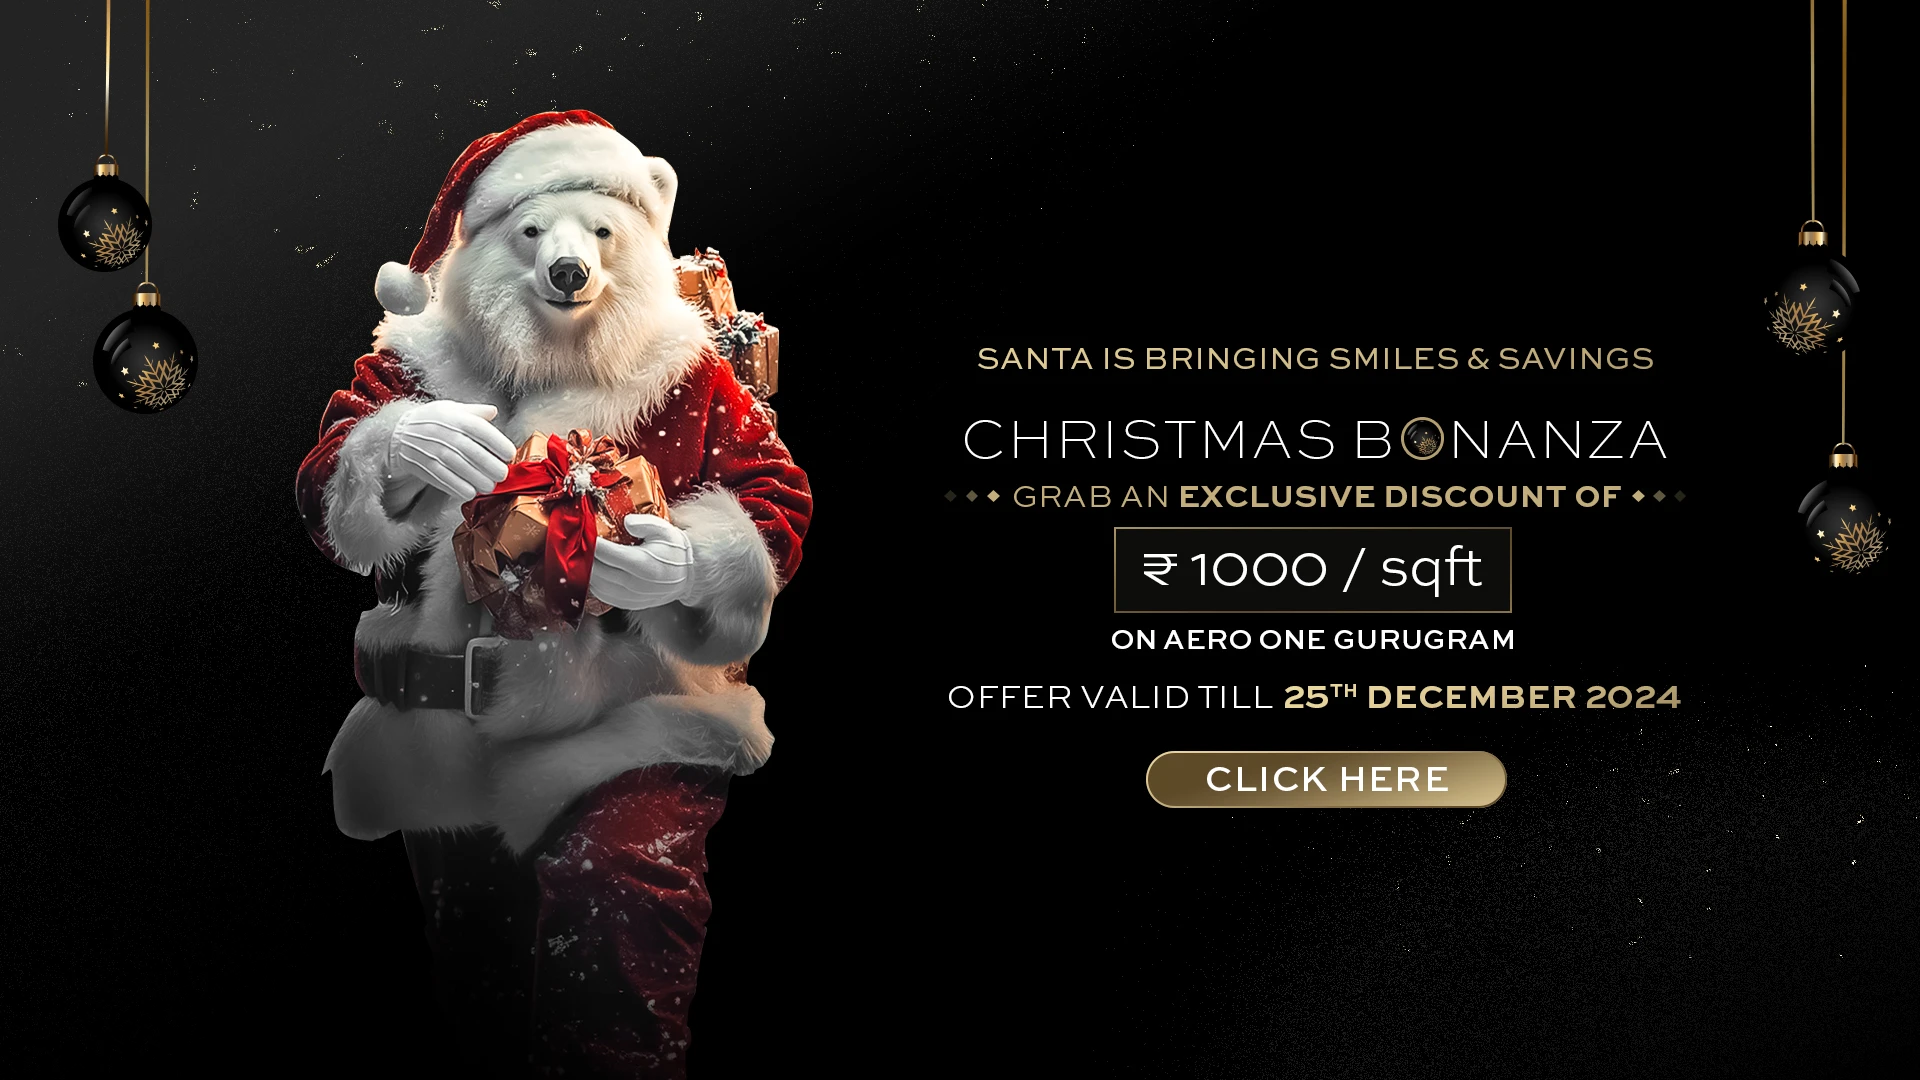 SANTA IS BRINGING SMILES & SAVINGS
CHRISTMAS BONANZA
GRAB AN EXCLUSIVE DISCOUNT OF
₹ 1000 / sqft
ON AERO ONE GURUGRAM
OFFER VALID TILL 25TH DECEMBER 2024
CLICK HERE